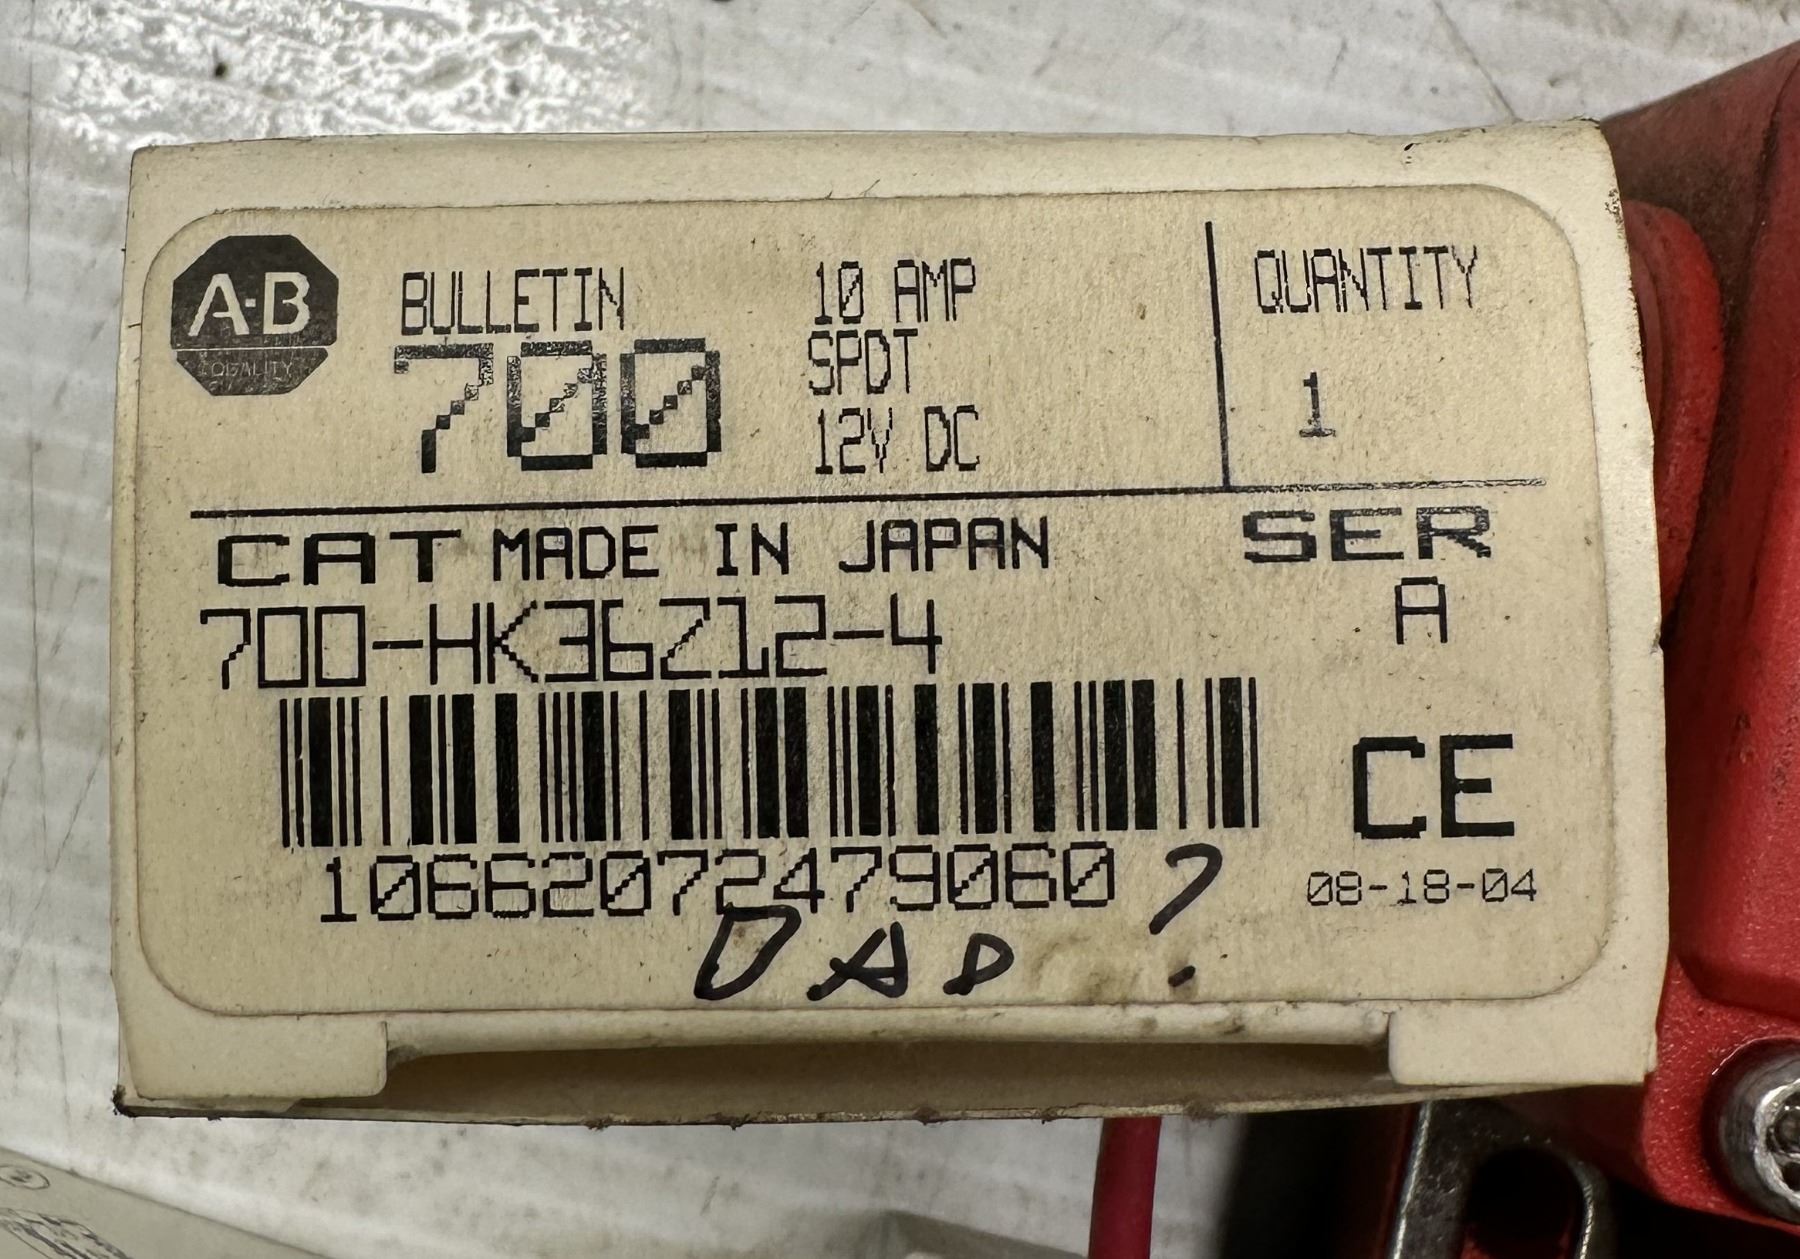 A-B
QUALITY
BULLETIN
700
10 AMP
SPDT
12V DC
QUANTITY
1
CAT MADE IN JAPAN
700-HK36Z12-4
SER
A
10662072479060
CE
08-18-04
DAD ?